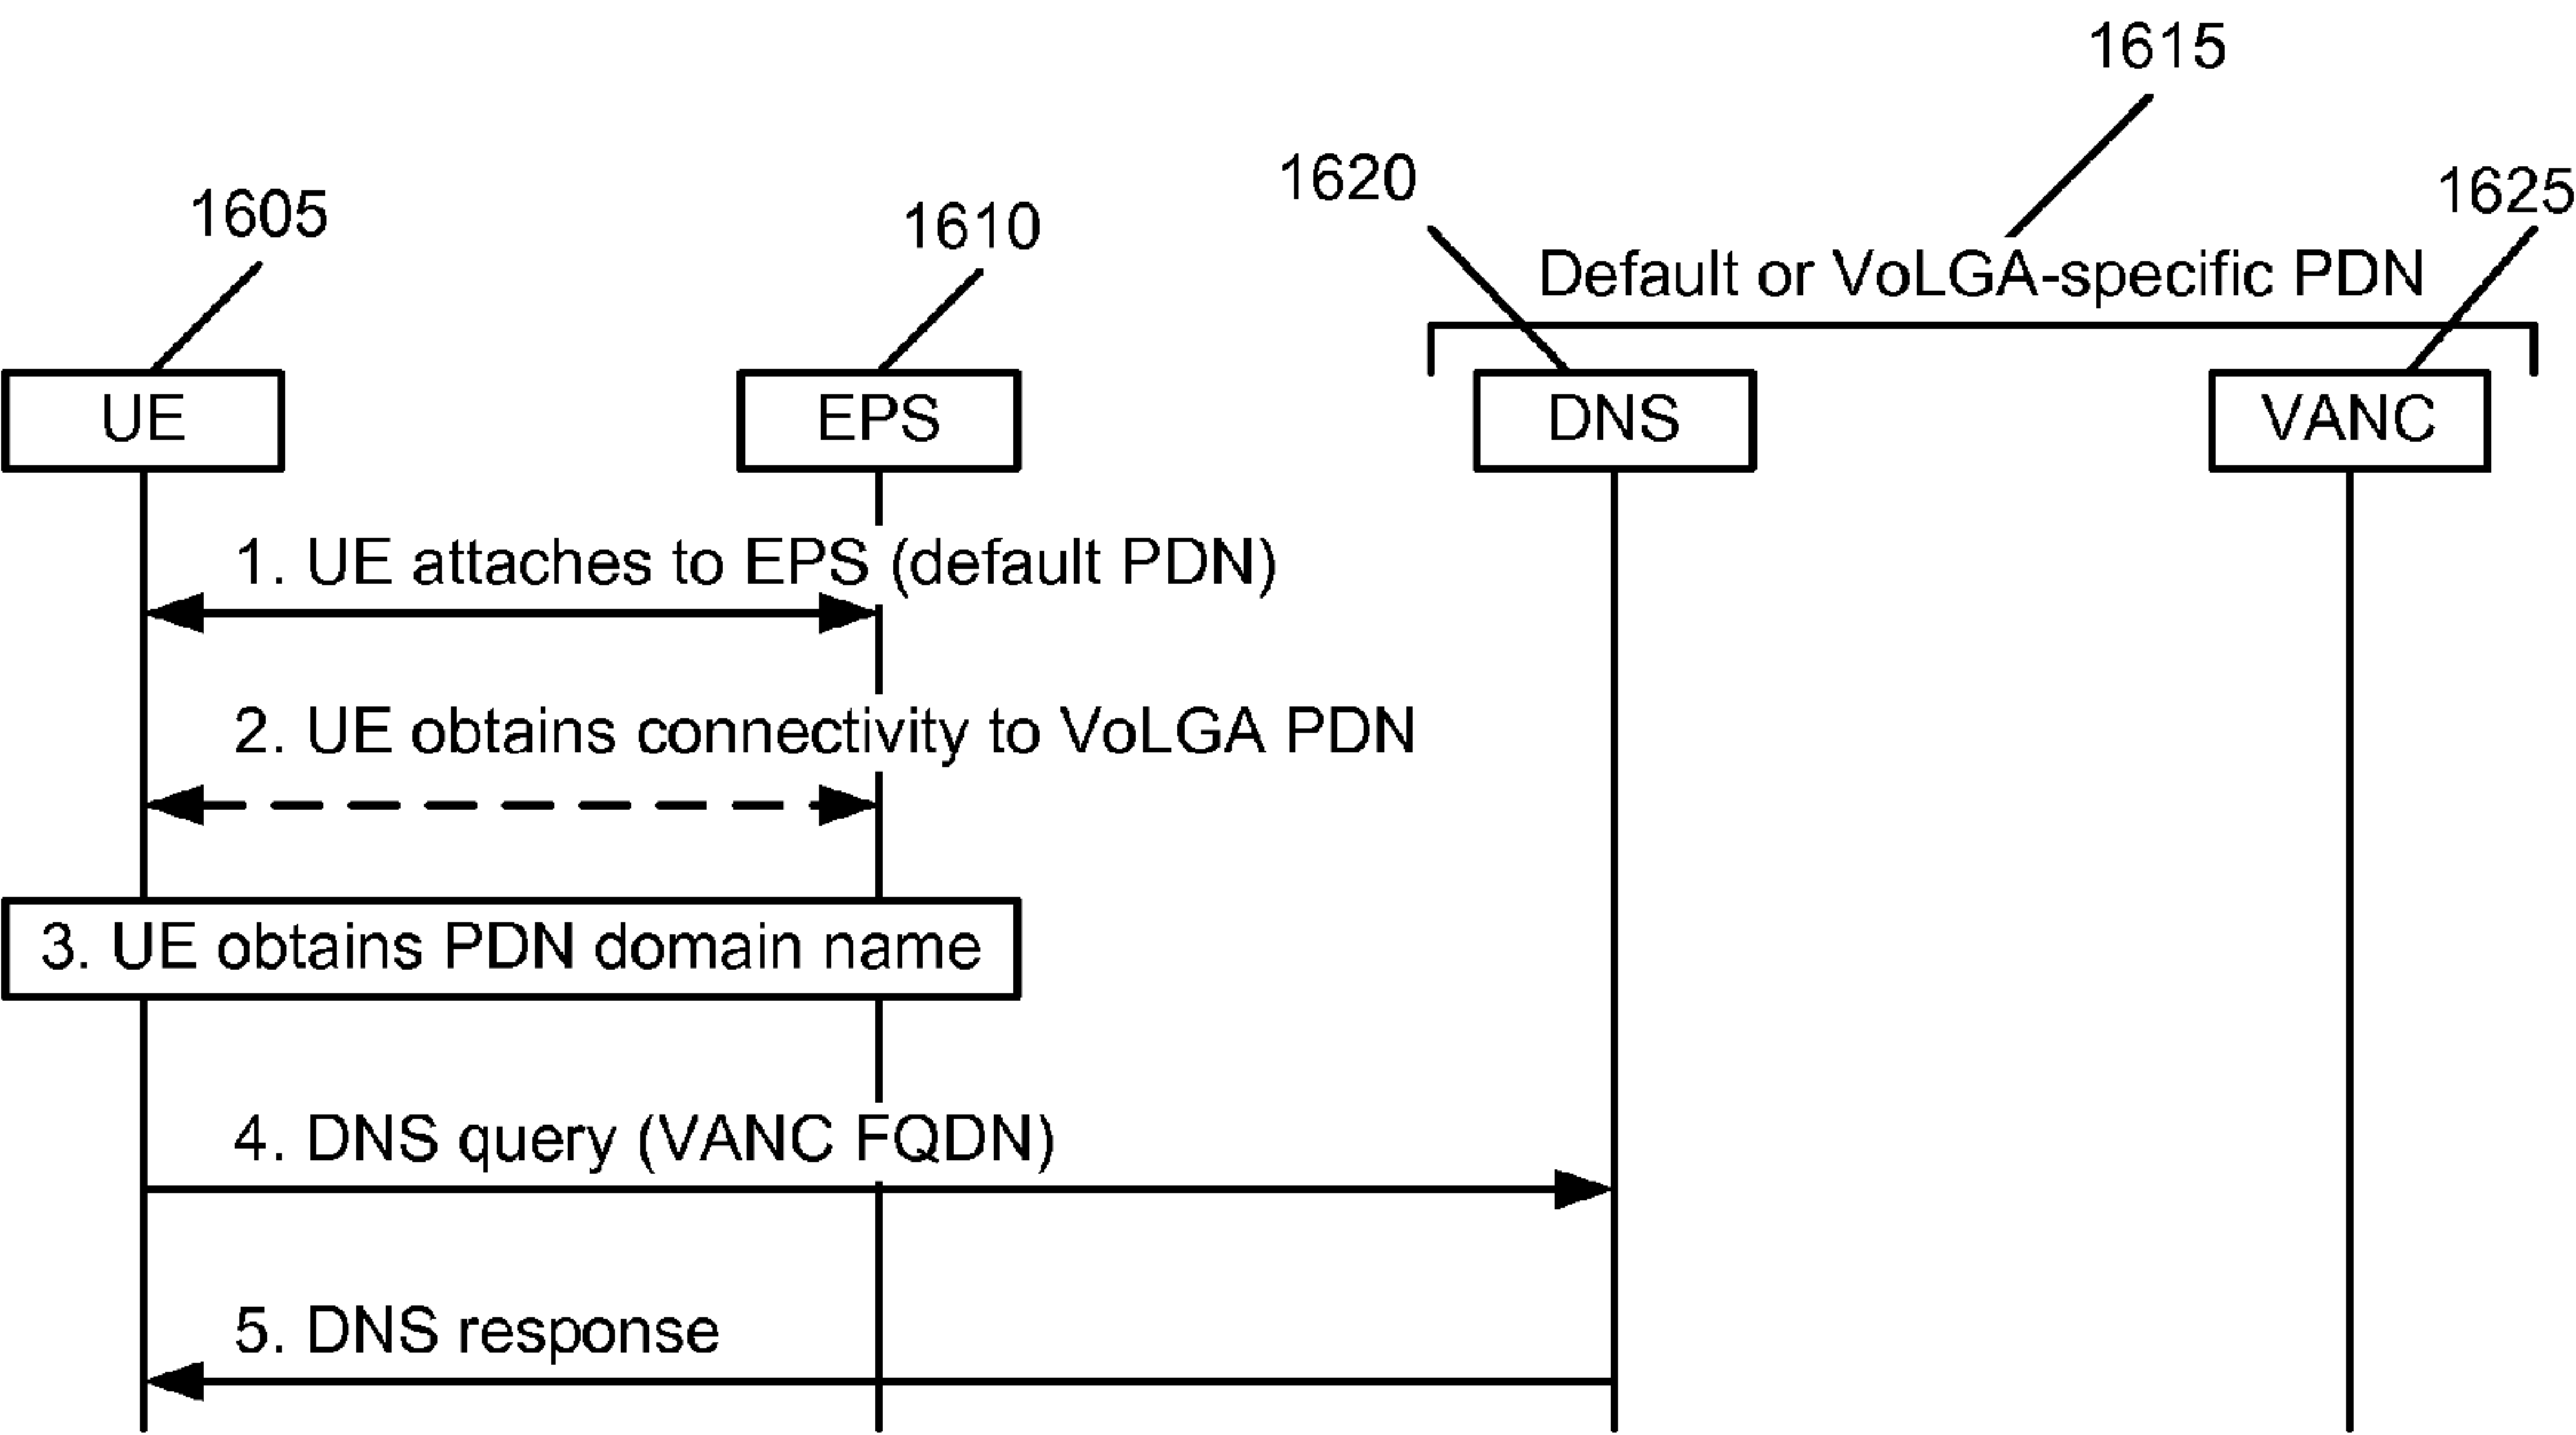 1615
1620
1625
1605
1610
Default or VoLGA-specific PDN
UE
EPS
DNS
VANC
1. UE attaches to EPS (default PDN)
2. UE obtains connectivity to VoLGA PDN
3. UE obtains PDN domain name
4. DNS query (VANC FQDN)
5. DNS response